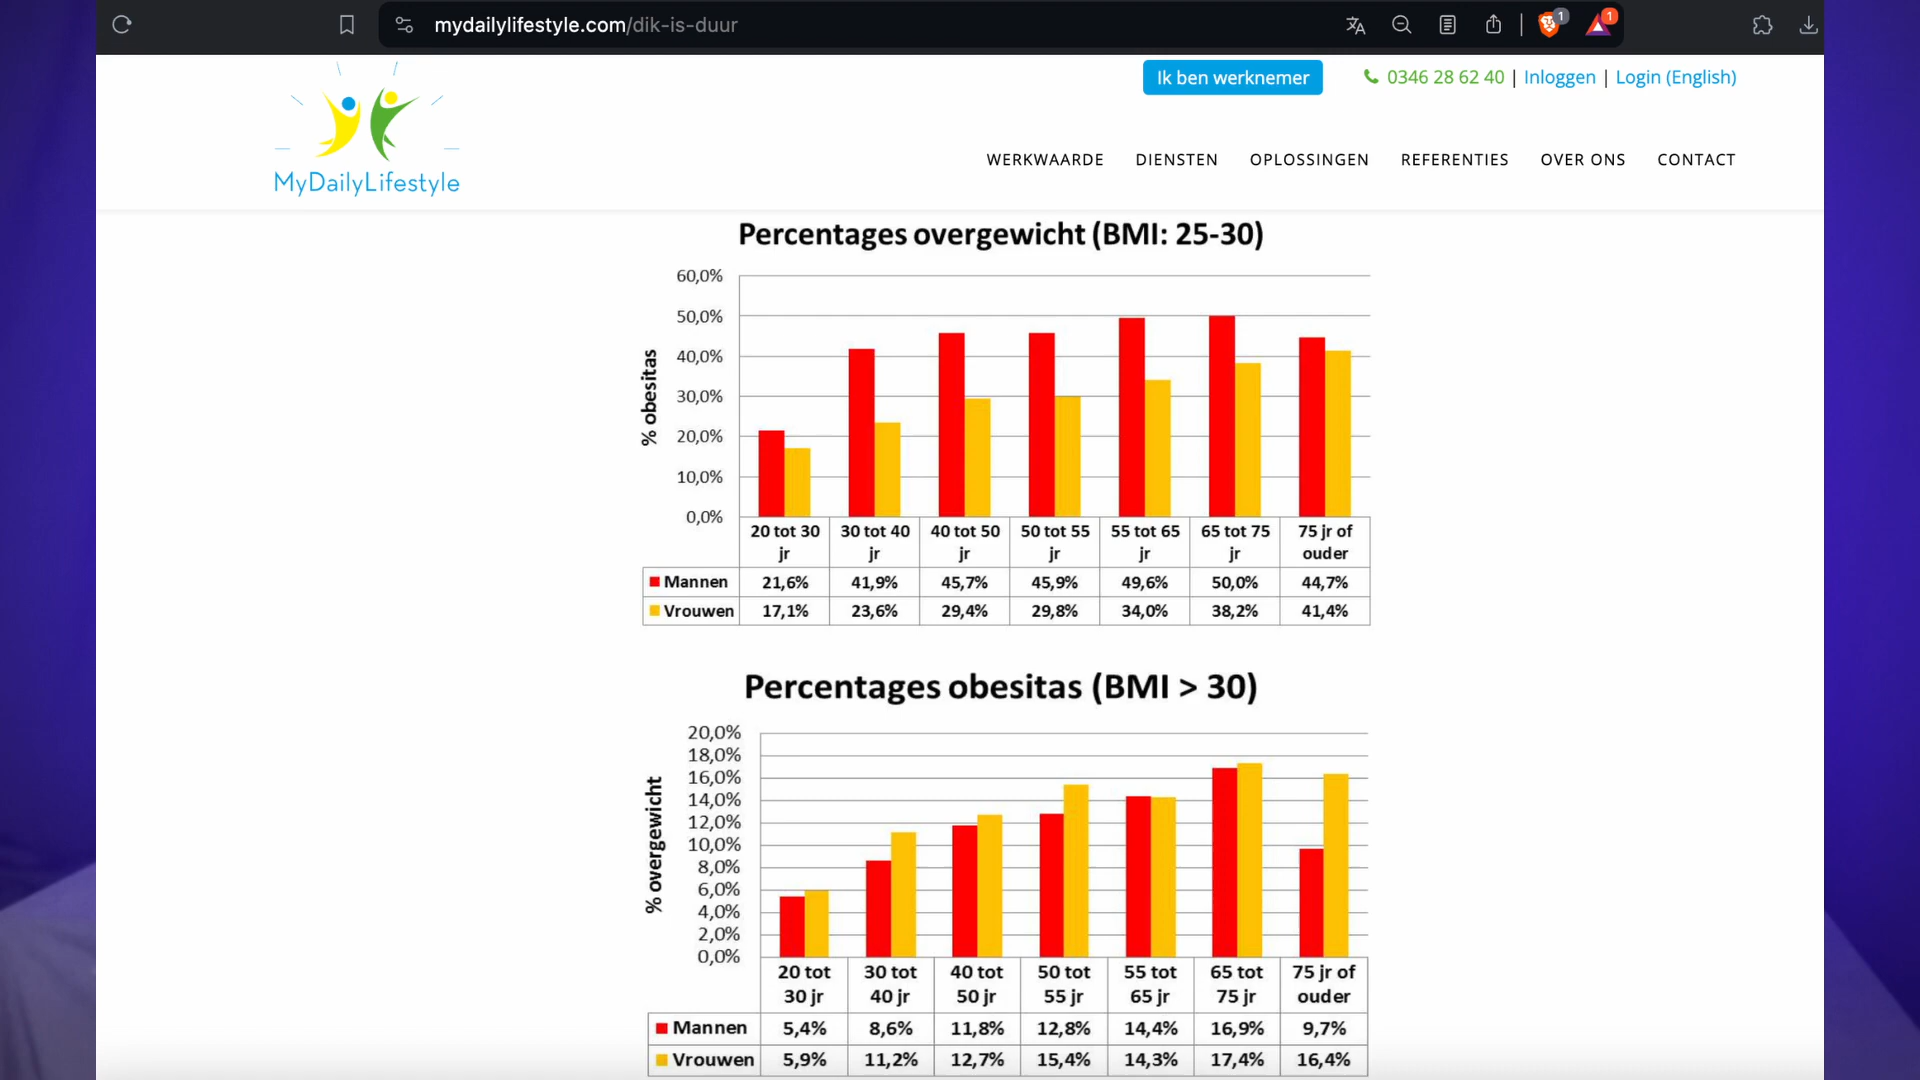 mydailylifestyle.com/dik-is-duur
1
1
Ik ben werknemer
0346 28 62 40 | Inloggen | Login (English)
MyDailyLifestyle
WERKWAARDE DIENSTEN OPLOSSINGEN REFERENTIES OVER ONS CONTACT
Percentages overgewicht (BMI: 25-30)
% obesitas
60,0%
50,0%
40,0%
30,0%
20,0%
10,0%
0,0%
20 tot 30 jr 30 tot 40 jr 40 tot 50 jr 50 tot 55 jr 55 tot 65 jr 65 tot 75 jr 75 jr of ouder
Mannen 21,6% 41,9% 45,7% 45,9% 49,6% 50,0% 44,7%
Vrouwen 17,1% 23,6% 29,4% 29,8% 34,0% 38,2% 41,4%
Percentages obesitas (BMI > 30)
% overgewicht
20,0%
18,0%
16,0%
14,0%
12,0%
10,0%
8,0%
6,0%
4,0%
2,0%
0,0%
20 tot 30 jr 30 tot 40 jr 40 tot 50 jr 50 tot 55 jr 55 tot 65 jr 65 tot 75 jr 75 jr of ouder
Mannen 5,4% 8,6% 11,8% 12,8% 14,4% 16,9% 9,7%
Vrouwen 5,9% 11,2% 12,7% 15,4% 14,3% 17,4% 16,4%